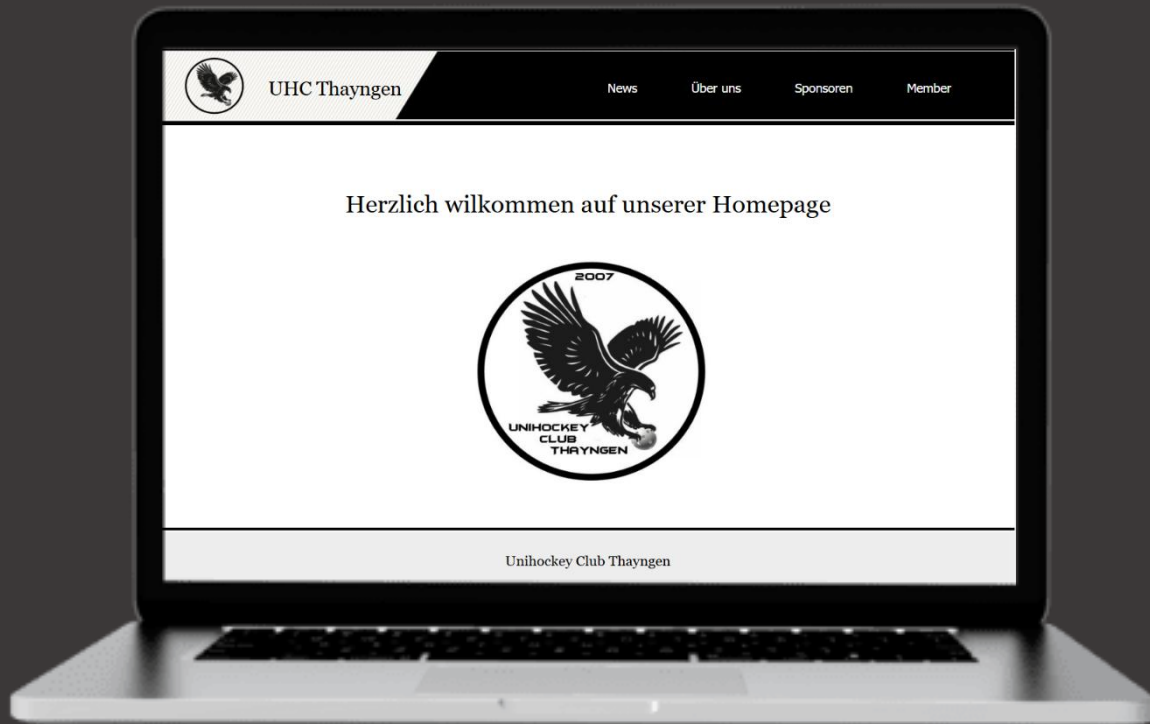 UHC Thayngen
News Über uns Sponsoren Member
Herzlich wilkommen auf unserer Homepage
2007
UNIHOCKEY
CLUB
THAYNGEN
Unihockey Club Thayngen